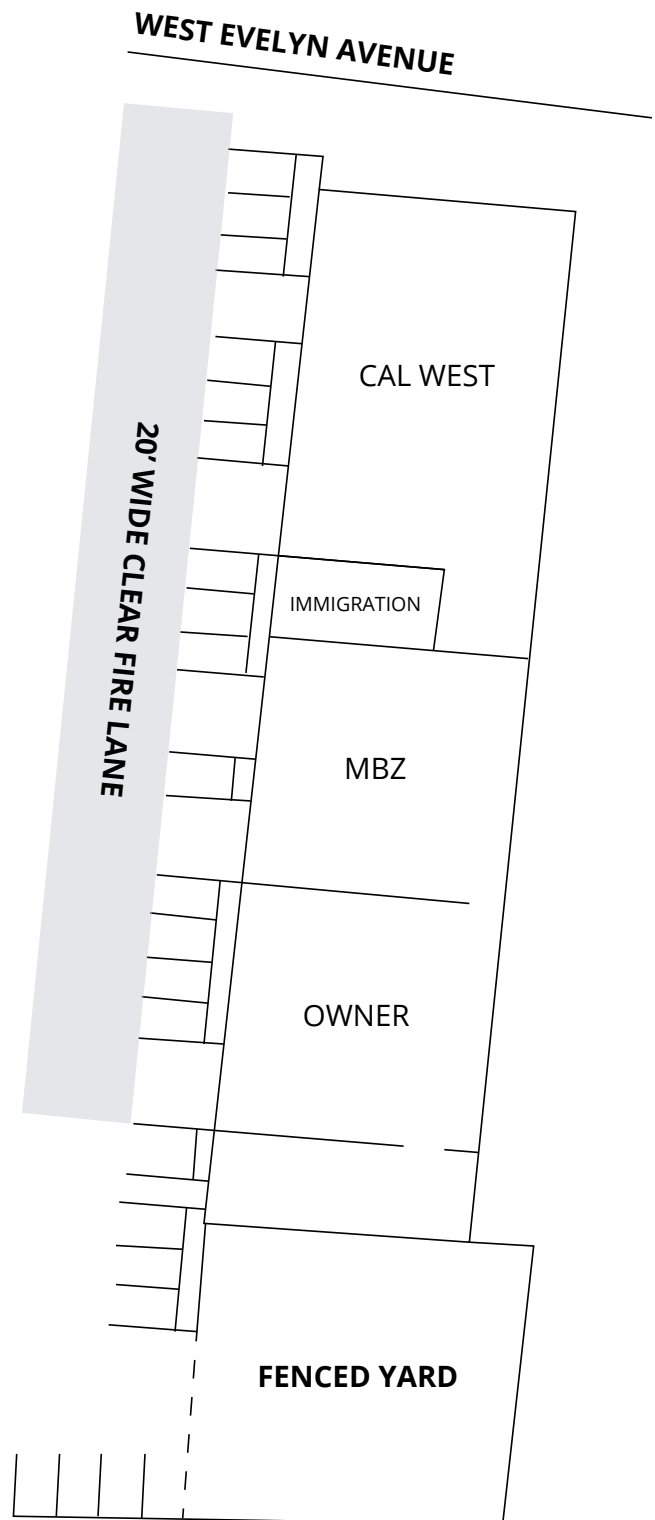 WEST EVELYN AVENUE
CAL WEST
20’ WIDE CLEAR FIRE LANE
IMMIGRATION
MBZ
OWNER
FENCED YARD